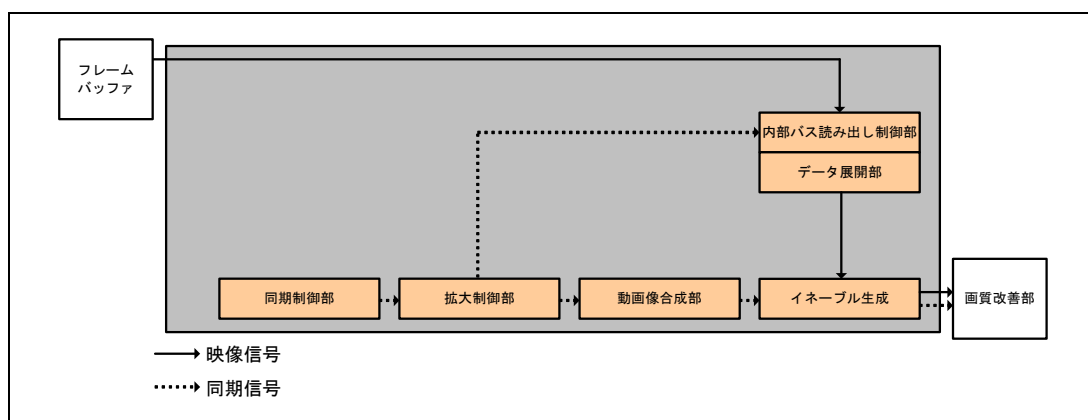 フレーム
バッファ
内部バス読み出し制御部
データ展開部
同期制御部
拡大制御部
動画像合成部
イネーブル生成
画質改善部
映像信号
同期信号